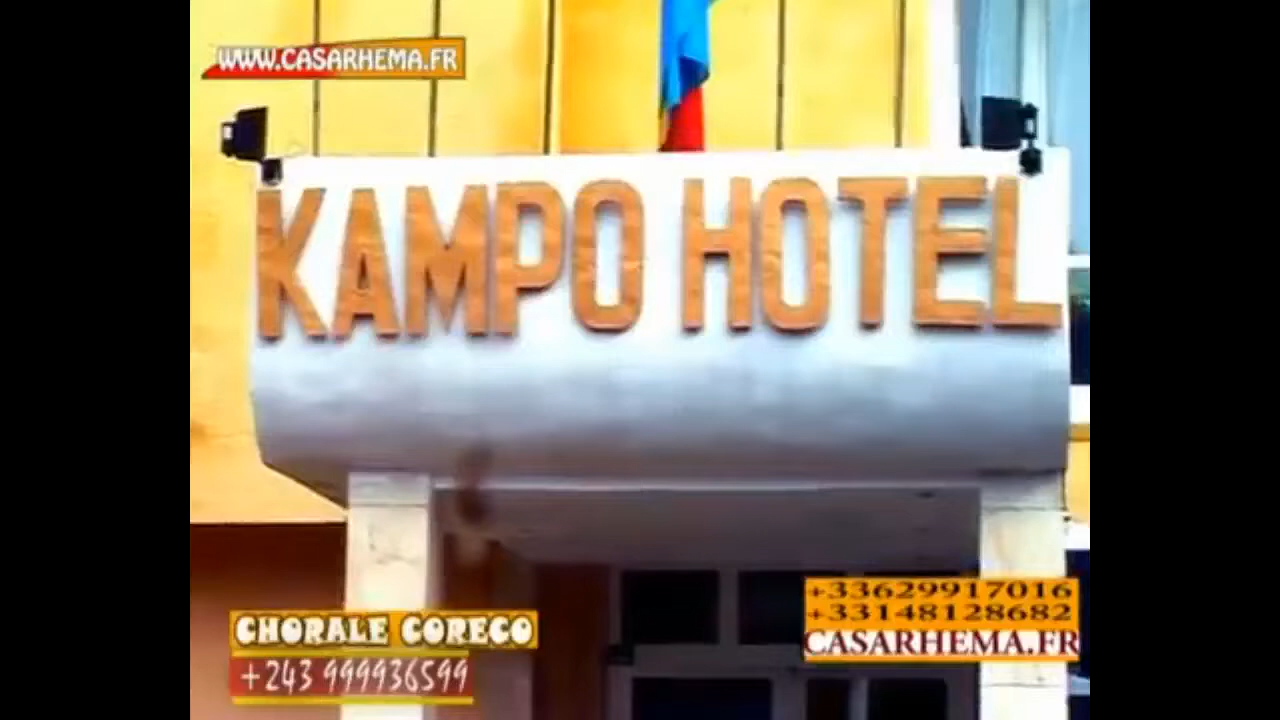 WWW.CASARHEMA.FR
KAMPO HOTEL
CHORALE CORECO
+243 999936599
+33629917016
+33148128682
CASARHEMA.FR